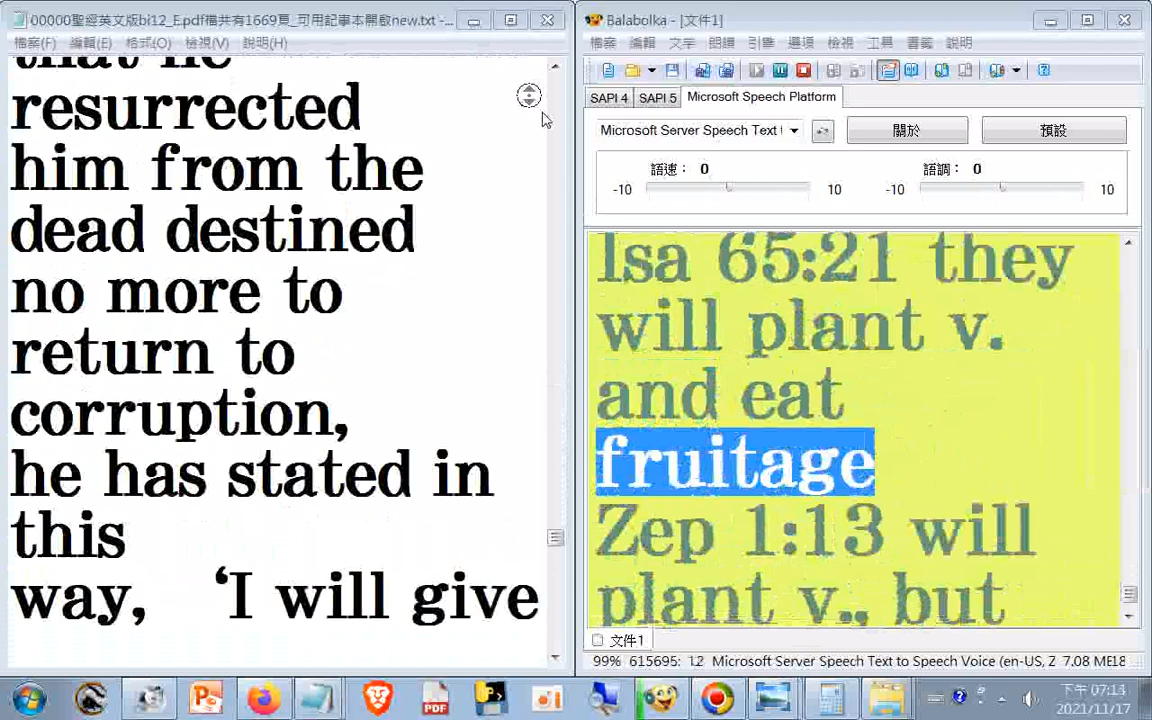 00000聖經英文版bi12_E.pdf檔共有1669頁_可用記事本開啟new.txt -...
檔案(F) 編輯(E) 格式(O) 檢視(V) 說明(H)
that he
resurrected
him from the
dead destined
no more to
return to
corruption,
he has stated in
this
way, ‘I will give
Balabolka - [文件1]
檔案 編輯 文字 朗讀 引擎 選項 檢視 工具 書籤 說明
SAPI 4 SAPI 5 Microsoft Speech Platform
Microsoft Server Speech Text 關於 預設
語速： 0 語調： 0
-10 10 -10 10
Isa 65:21 they
will plant v.
and eat
fruitage
Zep 1:13 will
plant v., but
文件1
99% 615695: 12 Microsoft Server Speech Text to Speech Voice (en-US, Z 7.08 ME18
PDF
下午 07:14
2021/11/17